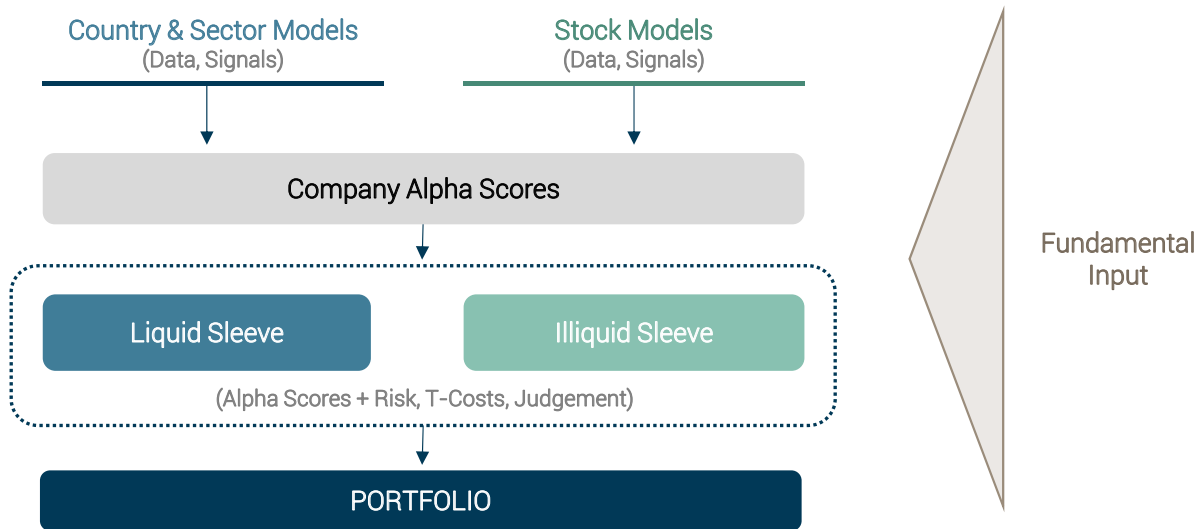 Country & Sector Models
(Data, Signals)
Stock Models
(Data, Signals)
Company Alpha Scores
Liquid Sleeve
Illiquid Sleeve
(Alpha Scores + Risk, T-Costs, Judgement)
PORTFOLIO
Fundamental
Input